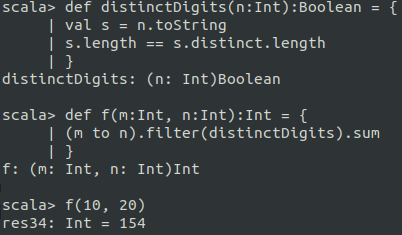 scala> def distinctDigits(n:Int):Boolean = {
     | val s = n.toString
     | s.length == s.distinct.length
     | }
distinctDigits: (n: Int)Boolean

scala> def f(m:Int, n:Int):Int = {
     | (m to n).filter(distinctDigits).sum
     | }
f: (m: Int, n: Int)Int

scala> f(10, 20)
res34: Int = 154